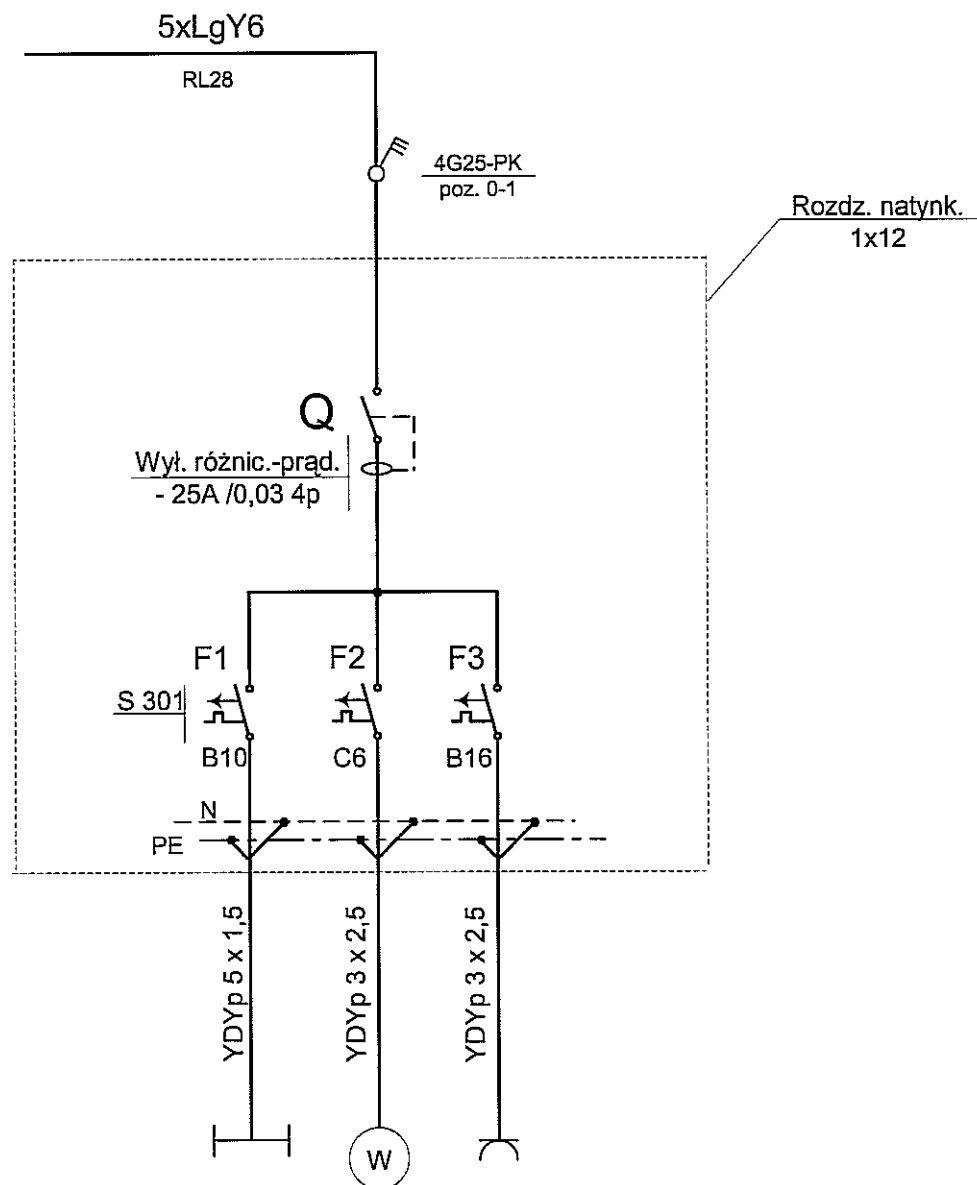 5xLgY6
RL28
4G25-PK
poz. 0-1
Rozdz. natynk.
1x12
Q
Wył. różnic.-prąd.
- 25A /0,03 4p
F1
F2
F3
S 301
B10
C6
B16
N
PE
YDYp 5 x 1,5
YDYp 3 x 2,5
YDYp 3 x 2,5
W